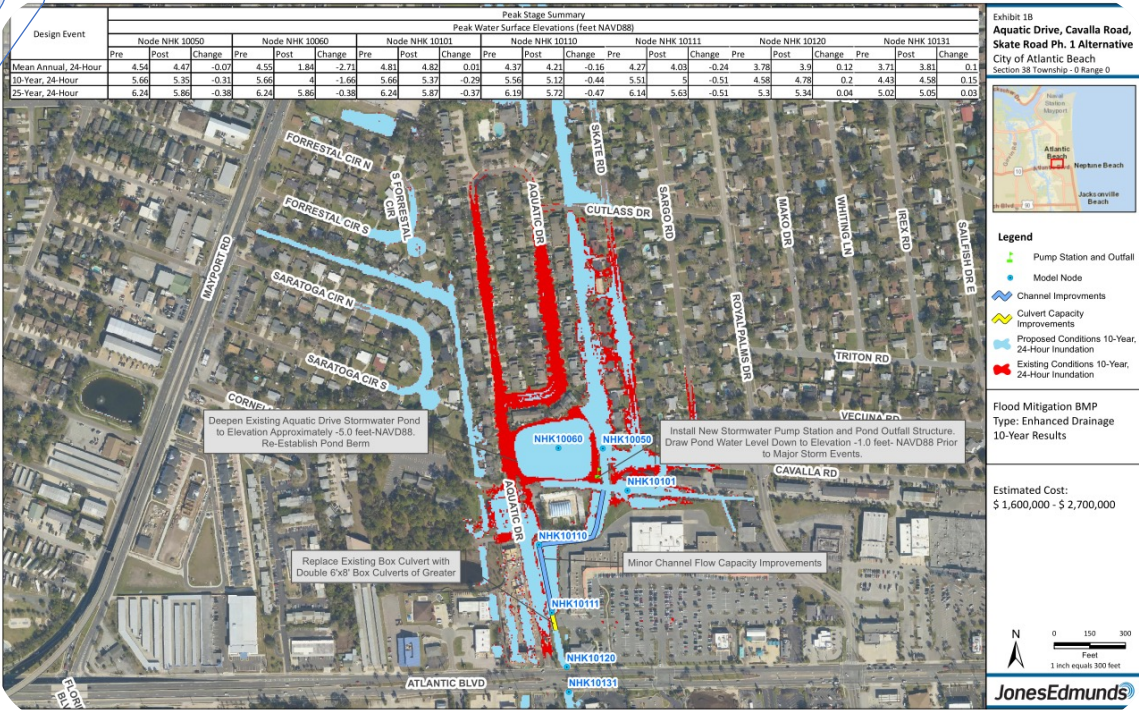 Peak Stage Summary
Design Event
Peak Water Surface Elevations (feet NAVD88)
Node NHK 10050 Node NHK 10060 Node NHK 10101 Node NHK 10110 Node NHK 10111 Node NHK 10120 Node NHK 10131
Pre Post Change Pre Post Change Pre Post Change Pre Post Change Pre Post Change Pre Post Change Pre Post Change
Mean Annual, 24-Hour 4.54 4.47 -0.07 4.55 1.84 -2.71 4.81 4.82 0.01 4.37 4.21 -0.16 4.27 4.03 -0.24 3.78 3.9 0.12 3.71 3.81 0.1
10-Year, 24-Hour 5.66 5.35 -0.31 5.66 4 -1.66 5.66 5.37 -0.29 5.56 5.12 -0.44 5.51 5 -0.51 4.58 4.78 0.2 4.43 4.58 0.15
25-Year, 24-Hour 6.24 5.86 -0.38 6.24 5.86 -0.38 6.24 5.87 -0.37 6.19 5.72 -0.47 6.14 5.63 -0.51 5.3 5.34 0.04 5.02 5.05 0.03
FORRESTAL CIR N
S FORRESTAL
CIR
FORRESTAL CIR S
MAYPORT RD
SARATOGA CIR N
SARATOGA CIR S
AQUATIC DR
SKATE RD
CUTLASS DR
SARGO RD
MAKO DR
WHITING LN
IREX RD
SAILFISH DR E
ROYAL PALMS DR
TRITON RD
VECUNA RD
CAVALLA RD
Deepen Existing Aquatic Drive Stormwater Pond
to Elevation Approximately -5.0 feet-NAVD88.
Re-Establish Pond Berm
NHK10060
NHK10050
Install New Stormwater Pump Station and Pond Outfall Structure.
Draw Pond Water Level Down to Elevation -1.0 feet- NAVD88 Prior
to Major Storm Events.
NHK10101
AQUATIC DR
NHK10110
Replace Existing Box Culvert with
Double 6'x8' Box Culverts of Greater
Minor Channel Flow Capacity Improvements
NHK10111
NHK10120
ATLANTIC BLVD
NHK10131
Exhibit 1B
Aquatic Drive, Cavalla Road,
Skate Road Ph. 1 Alternative
City of Atlantic Beach
Section 38 Township - 0 Range 0
Naval
Station
Mayport
Atlantic
Beach
Neptune Beach
Jacksonville
Beach
Legend
Pump Station and Outfall
Model Node
Channel Improvments
Culvert Capacity
Improvements
Proposed Conditions 10-Year,
24-Hour Inundation
Existing Conditions 10-Year,
24-Hour Inundation
Flood Mitigation BMP
Type: Enhanced Drainage
10-Year Results
Estimated Cost:
$ 1,600,000 - $ 2,700,000
N
0 150 300
Feet
1 inch equals 300 feet
JonesEdmunds